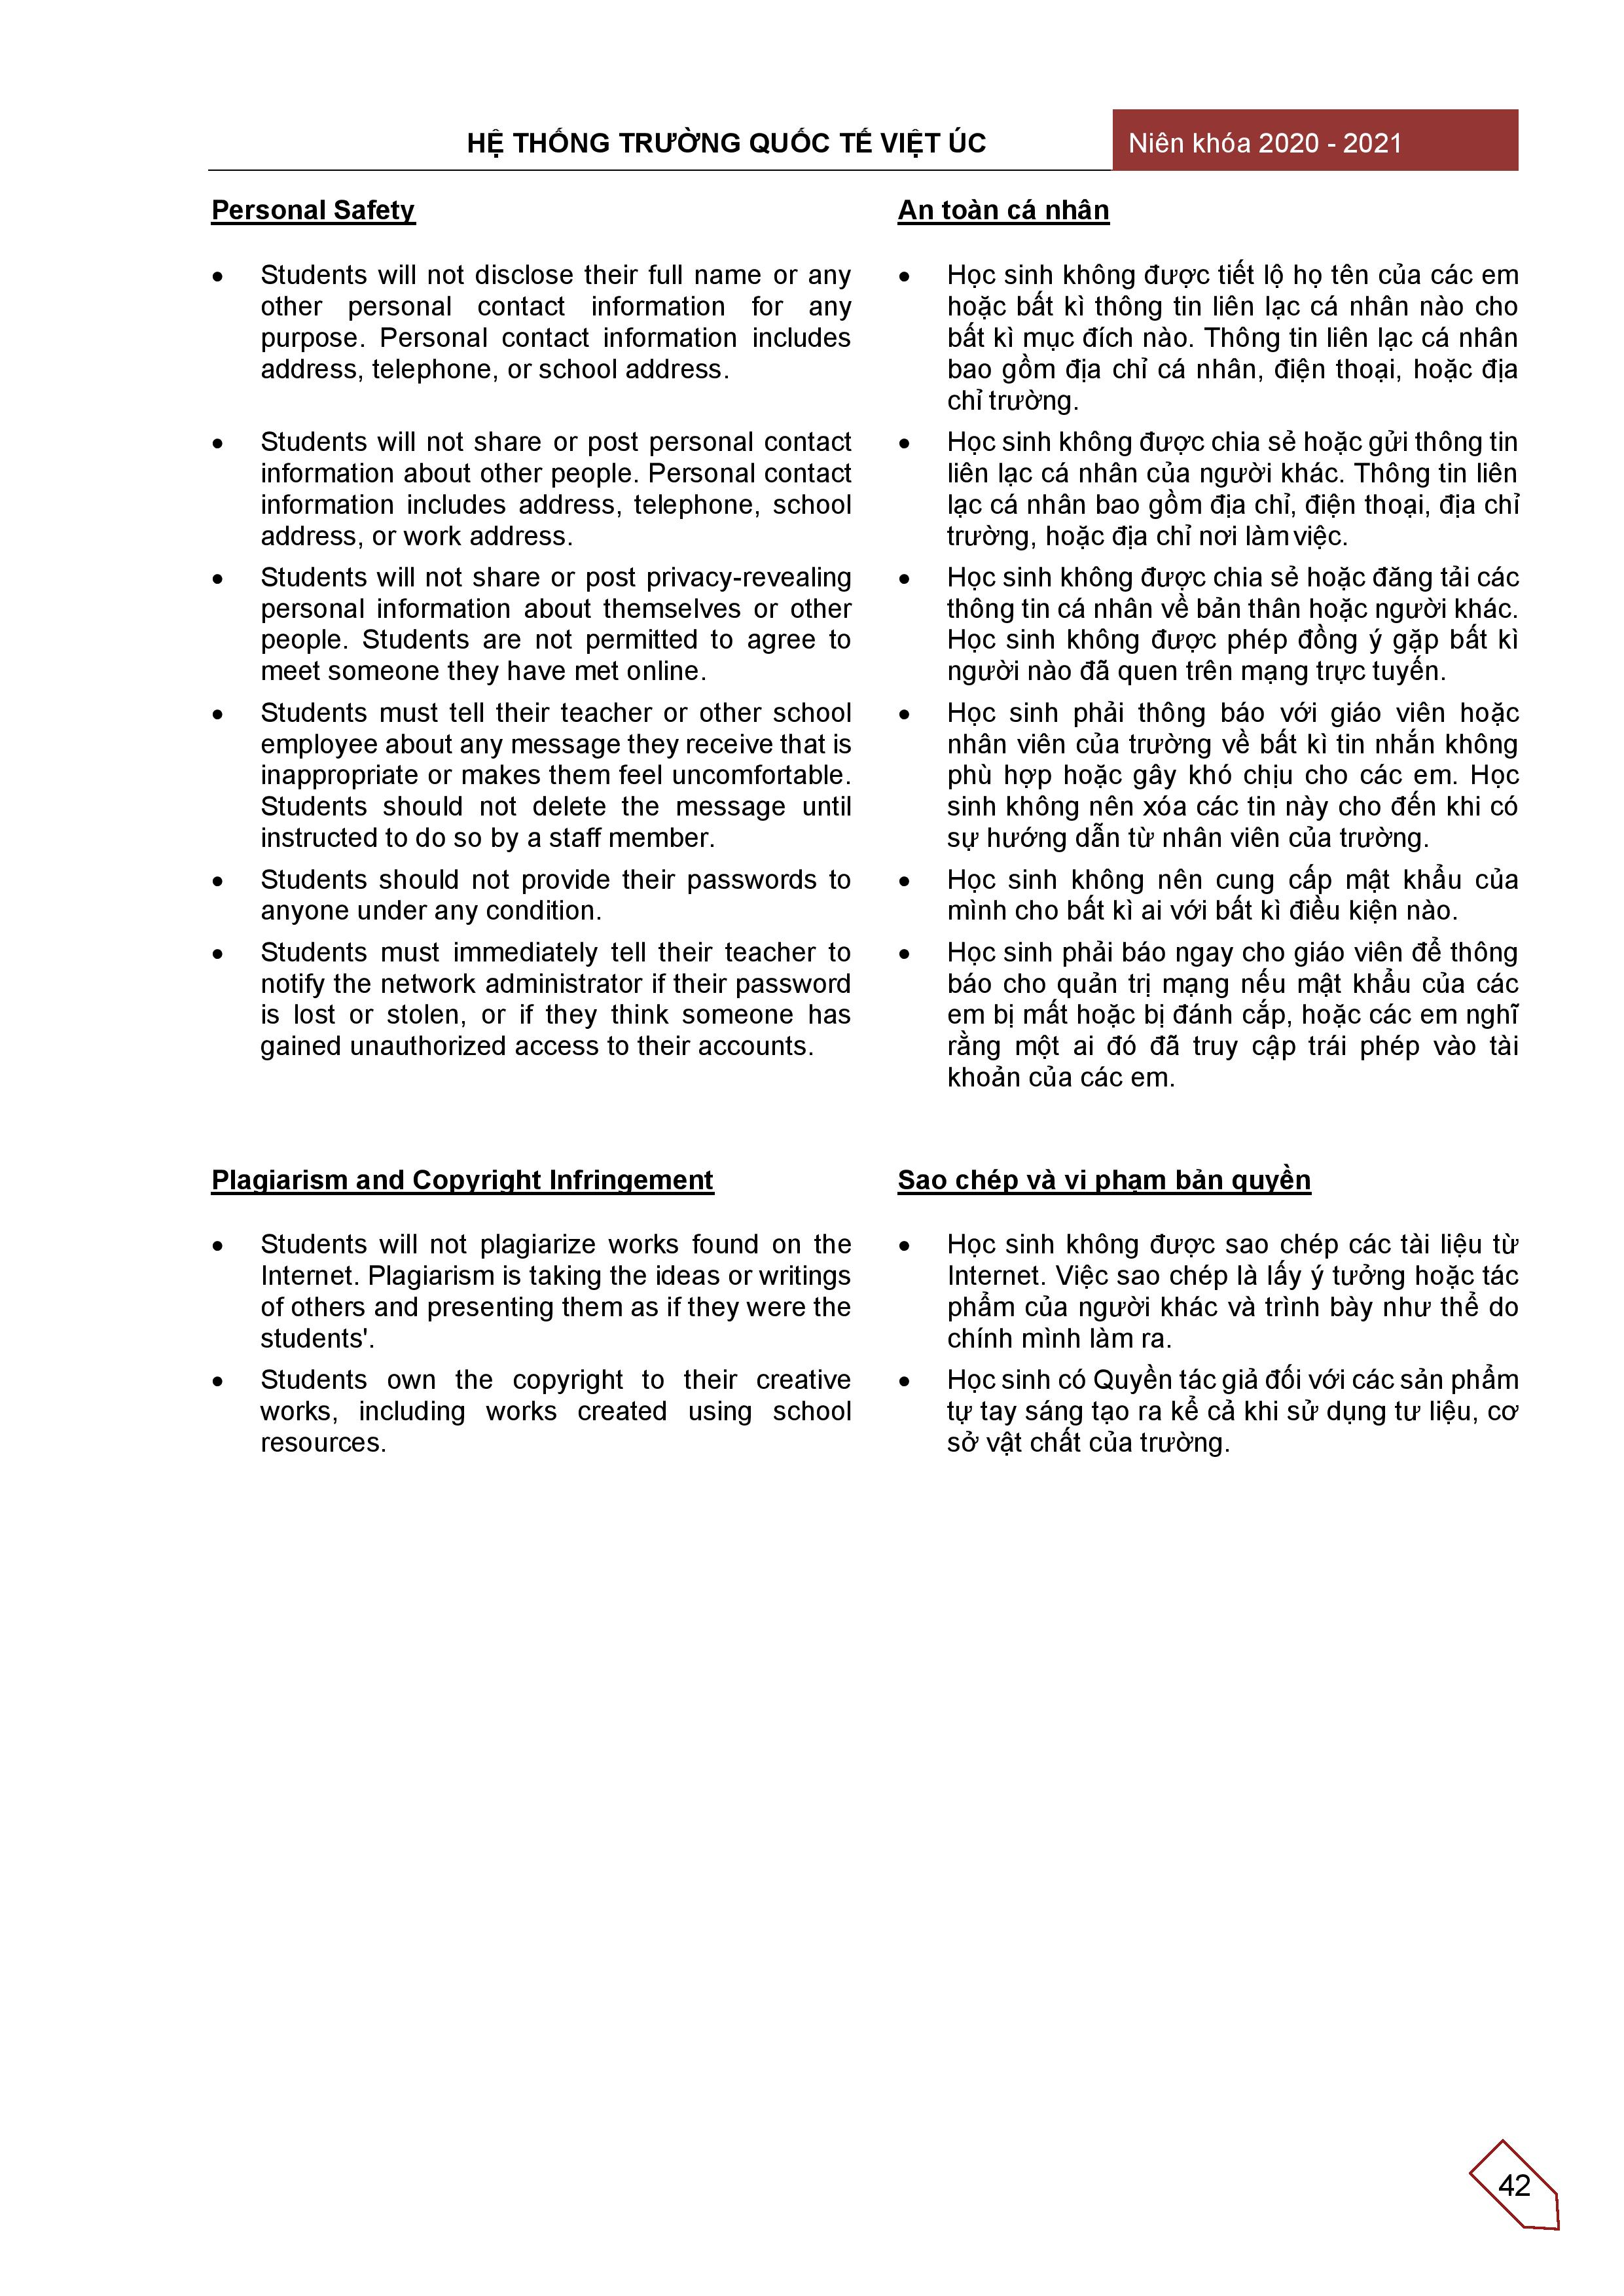 HỆ THỐNG TRƯỜNG QUỐC TẾ VIỆT ÚC
Niên khóa 2020 - 2021
Personal Safety
• Students will not disclose their full name or any
other personal contact information for any
purpose. Personal contact information includes
address, telephone, or school address.
• Students will not share or post personal contact
information about other people. Personal contact
information includes address, telephone, school
address, or work address.
• Students will not share or post privacy-revealing
personal information about themselves or other
people. Students are not permitted to agree to
meet someone they have met online.
• Students must tell their teacher or other school
employee about any message they receive that is
inappropriate or makes them feel uncomfortable.
Students should not delete the message until
instructed to do so by a staff member.
• Students should not provide their passwords to
anyone under any condition.
• Students must immediately tell their teacher to
notify the network administrator if their password
is lost or stolen, or if they think someone has
gained unauthorized access to their accounts.
An toàn cá nhân
• Học sinh không được tiết lộ họ tên của các em
hoặc bất kì thông tin liên lạc cá nhân nào cho
bất kì mục đích nào. Thông tin liên lạc cá nhân
bao gồm địa chỉ cá nhân, điện thoại, hoặc địa
chỉ trường.
• Học sinh không được chia sẻ hoặc gửi thông tin
liên lạc cá nhân của người khác. Thông tin liên
lạc cá nhân bao gồm địa chỉ, điện thoại, địa chỉ
trường, hoặc địa chỉ nơi làm việc.
• Học sinh không được chia sẻ hoặc đăng tải các
thông tin cá nhân về bản thân hoặc người khác.
Học sinh không được phép đồng ý gặp bất kì
người nào đã quen trên mạng trực tuyến.
• Học sinh phải thông báo với giáo viên hoặc
nhân viên của trường về bất kì tin nhắn không
phù hợp hoặc gây khó chịu cho các em. Học
sinh không nên xóa các tin này cho đến khi có
sự hướng dẫn từ nhân viên của trường.
• Học sinh không nên cung cấp mật khẩu của
mình cho bất kì ai với bất kì điều kiện nào.
• Học sinh phải báo ngay cho giáo viên để thông
báo cho quản trị mạng nếu mật khẩu của các
em bị mất hoặc bị đánh cắp, hoặc các em nghĩ
rằng một ai đó đã truy cập trái phép vào tài
khoản của các em.
Plagiarism and Copyright Infringement
• Students will not plagiarize works found on the
Internet. Plagiarism is taking the ideas or writings
of others and presenting them as if they were the
students'.
• Students own the copyright to their creative
works, including works created using school
resources.
Sao chép và vi phạm bản quyền
• Học sinh không được sao chép các tài liệu từ
Internet. Việc sao chép là lấy ý tưởng hoặc tác
phẩm của người khác và trình bày như thể do
chính mình làm ra.
• Học sinh có Quyền tác giả đối với các sản phẩm
tự tay sáng tạo ra kể cả khi sử dụng tư liệu, cơ
sở vật chất của trường.
42